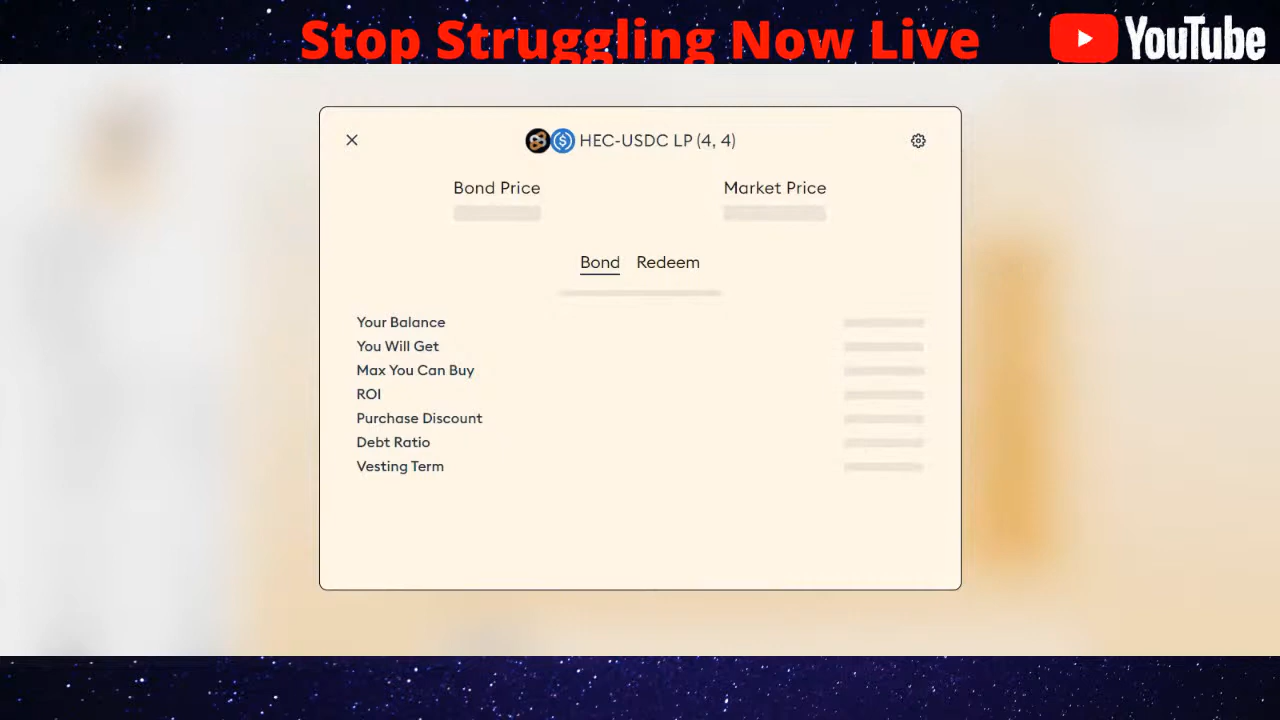 Stop Struggling Now Live
YouTube
HEC-USDC LP (4, 4)
Bond Price
Market Price
Bond
Redeem
Your Balance
You Will Get
Max You Can Buy
ROI
Purchase Discount
Debt Ratio
Vesting Term